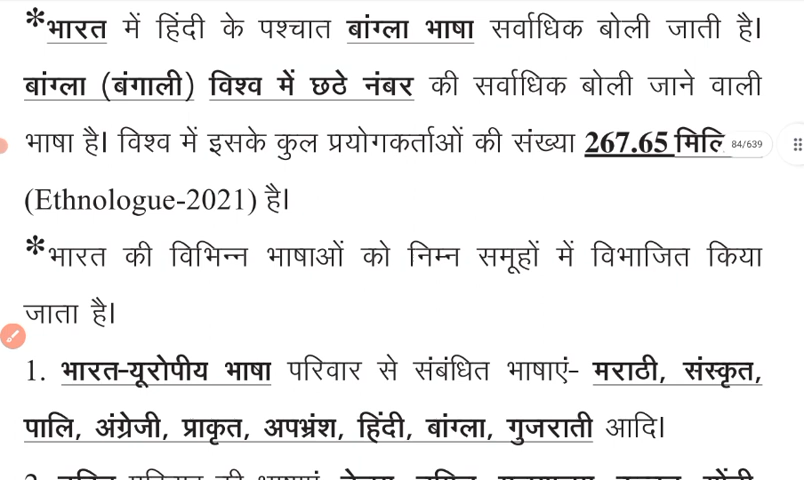 *भारत में हिंदी के पश्चात बांग्ला भाषा सर्वाधिक बोली जाती है।
बांग्ला (बंगाली) विश्व में छठे नंबर की सर्वाधिक बोली जाने वाली
भाषा है। विश्व में इसके कुल प्रयोगकर्ताओं की संख्या 267.65 84/639
(Ethnologue-2021) है।
*भारत की विभिन्न भाषाओं को निम्न समूहों में विभाजित किया
जाता है।
1. भारत-यूरोपीय भाषा परिवार से संबंधित भाषाएं- मराठी, संस्कृत,
पालि, अंग्रेजी, प्राकृत, अपभ्रंश, हिंदी, बांग्ला, गुजराती आदि।